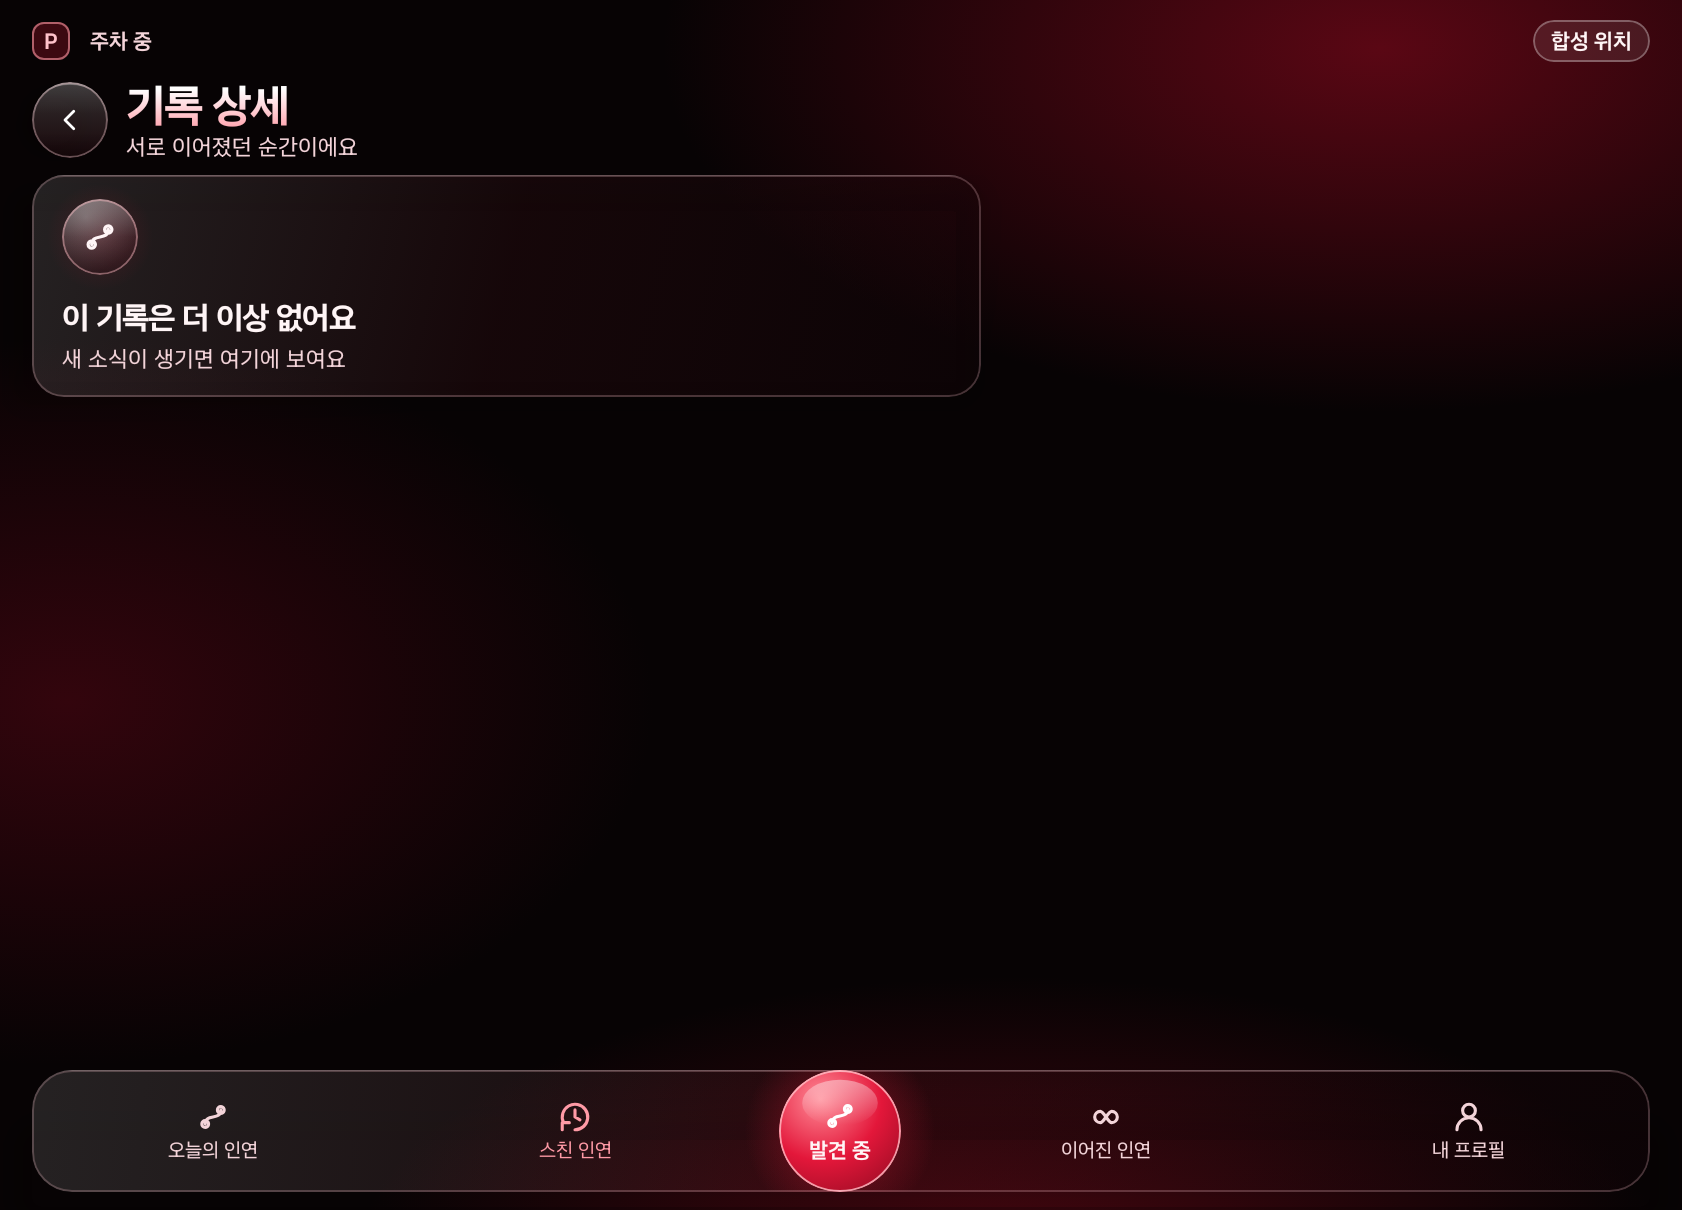 P 주차 중
합성 위치
기록 상세
서로 이어졌던 순간이에요
이 기록은 더 이상 없어요
새 소식이 생기면 여기에 보여요
오늘의 인연
스친 인연
발견 중
이어진 인연
내 프로필